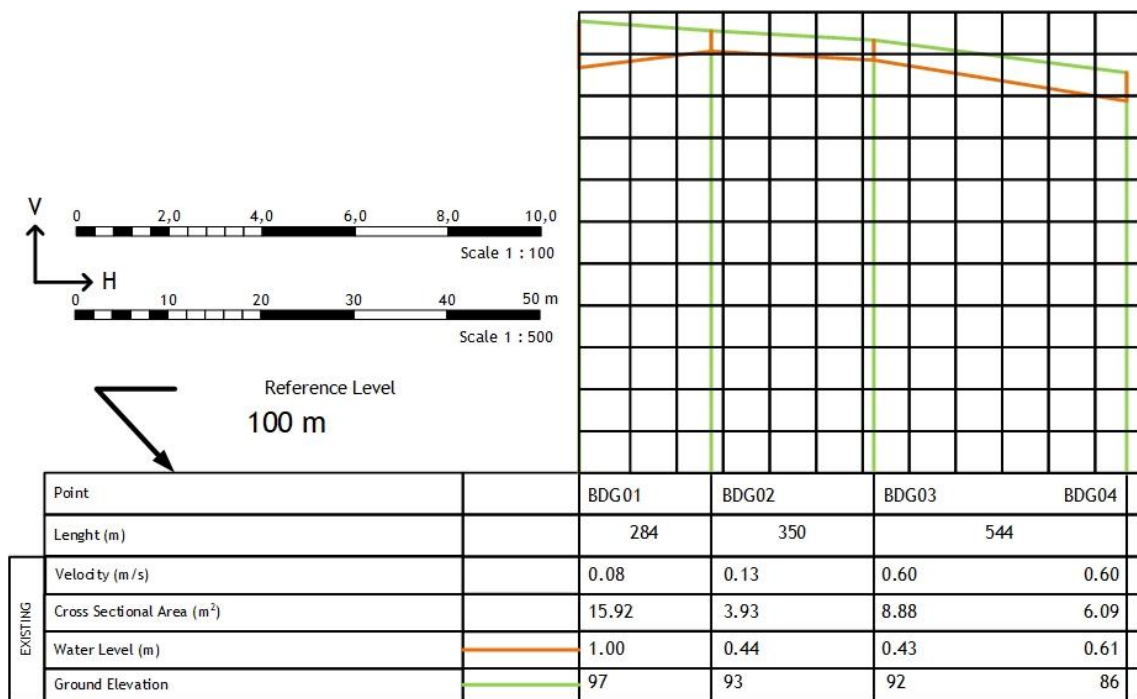 V
0 2,0 4,0 6,0 8,0 10,0
Scale 1 : 100
H
0 10 20 30 40 50 m
Scale 1 : 500
Reference Level
100 m
Point BDG01 BDG02 BDG03 BDG04
Lenght (m) 284 350 544
EXISTING
Velocity (m/s) 0.08 0.13 0.60 0.60
Cross Sectional Area (m²) 15.92 3.93 8.88 6.09
Water Level (m) 1.00 0.44 0.43 0.61
Ground Elevation 97 93 92 86